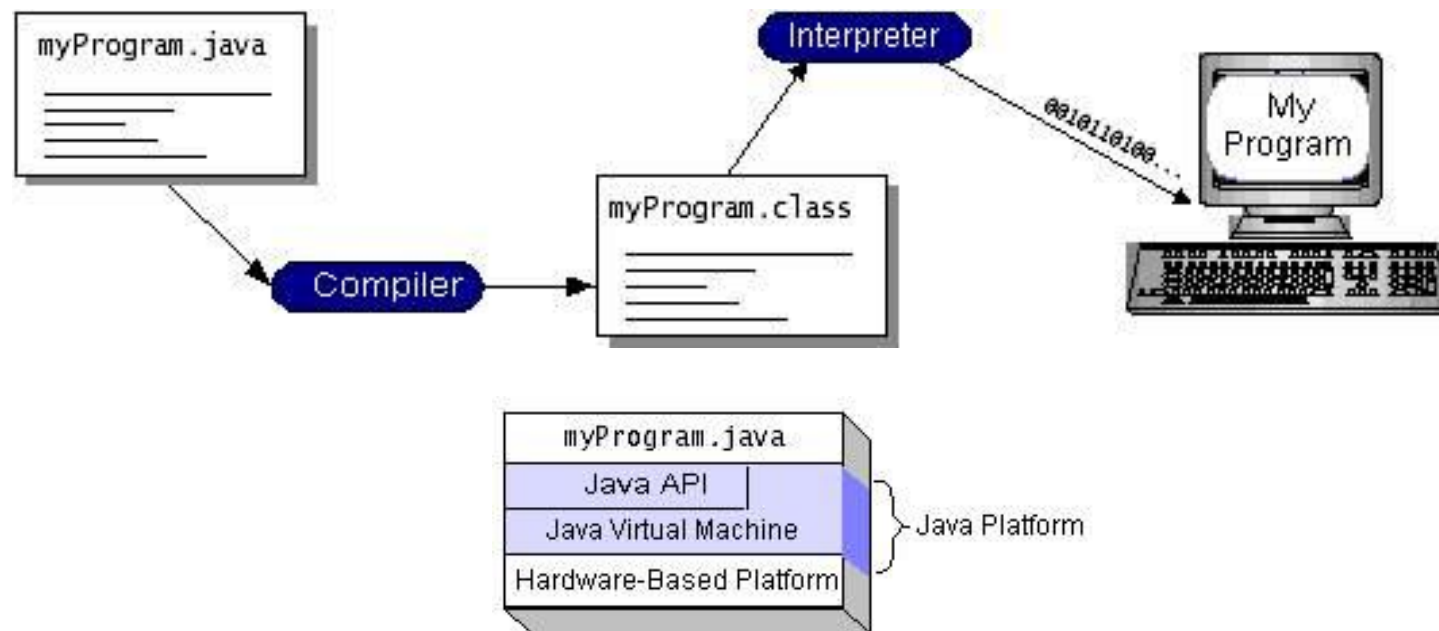 myProgram.java
Compiler
myProgram.class
Interpreter
0010110100...
My
Program
myProgram.java
Java API
Java Virtual Machine
Hardware-Based Platform
Java Platform